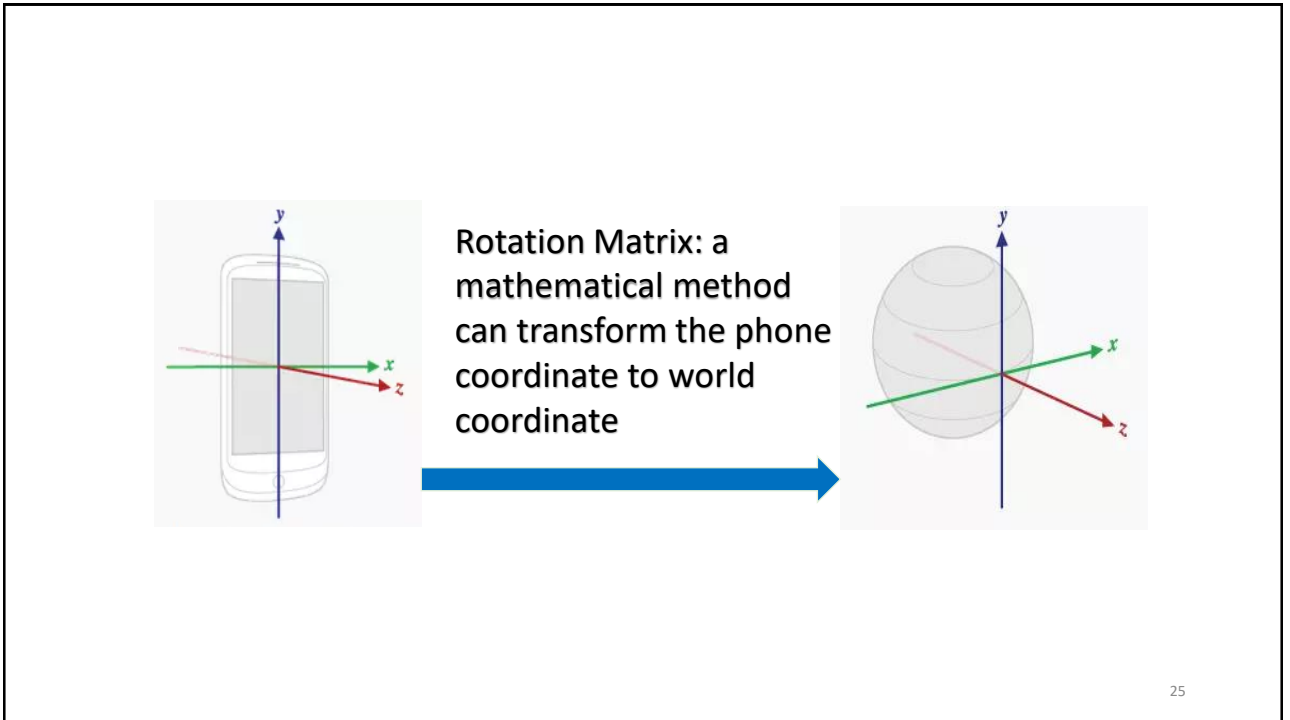 y
x
z
Rotation Matrix: a
mathematical method
can transform the phone
coordinate to world
coordinate
y
x
z
25